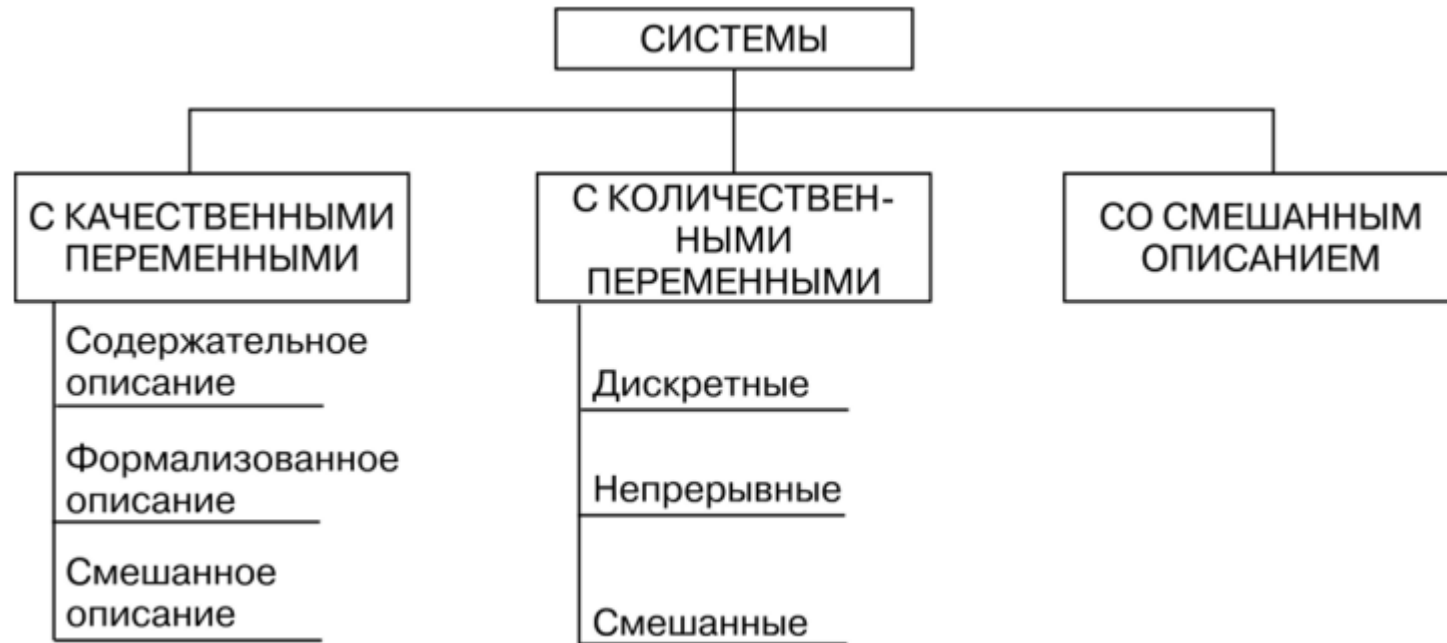 СИСТЕМЫ
С КАЧЕСТВЕННЫМИ
ПЕРЕМЕННЫМИ
С КОЛИЧЕСТВЕН-
НЫМИ
ПЕРЕМЕННЫМИ
СО СМЕШАННЫМ
ОПИСАНИЕМ
Содержательное
описание
Формализованное
описание
Смешанное
описание
Дискретные
Непрерывные
Смешанные